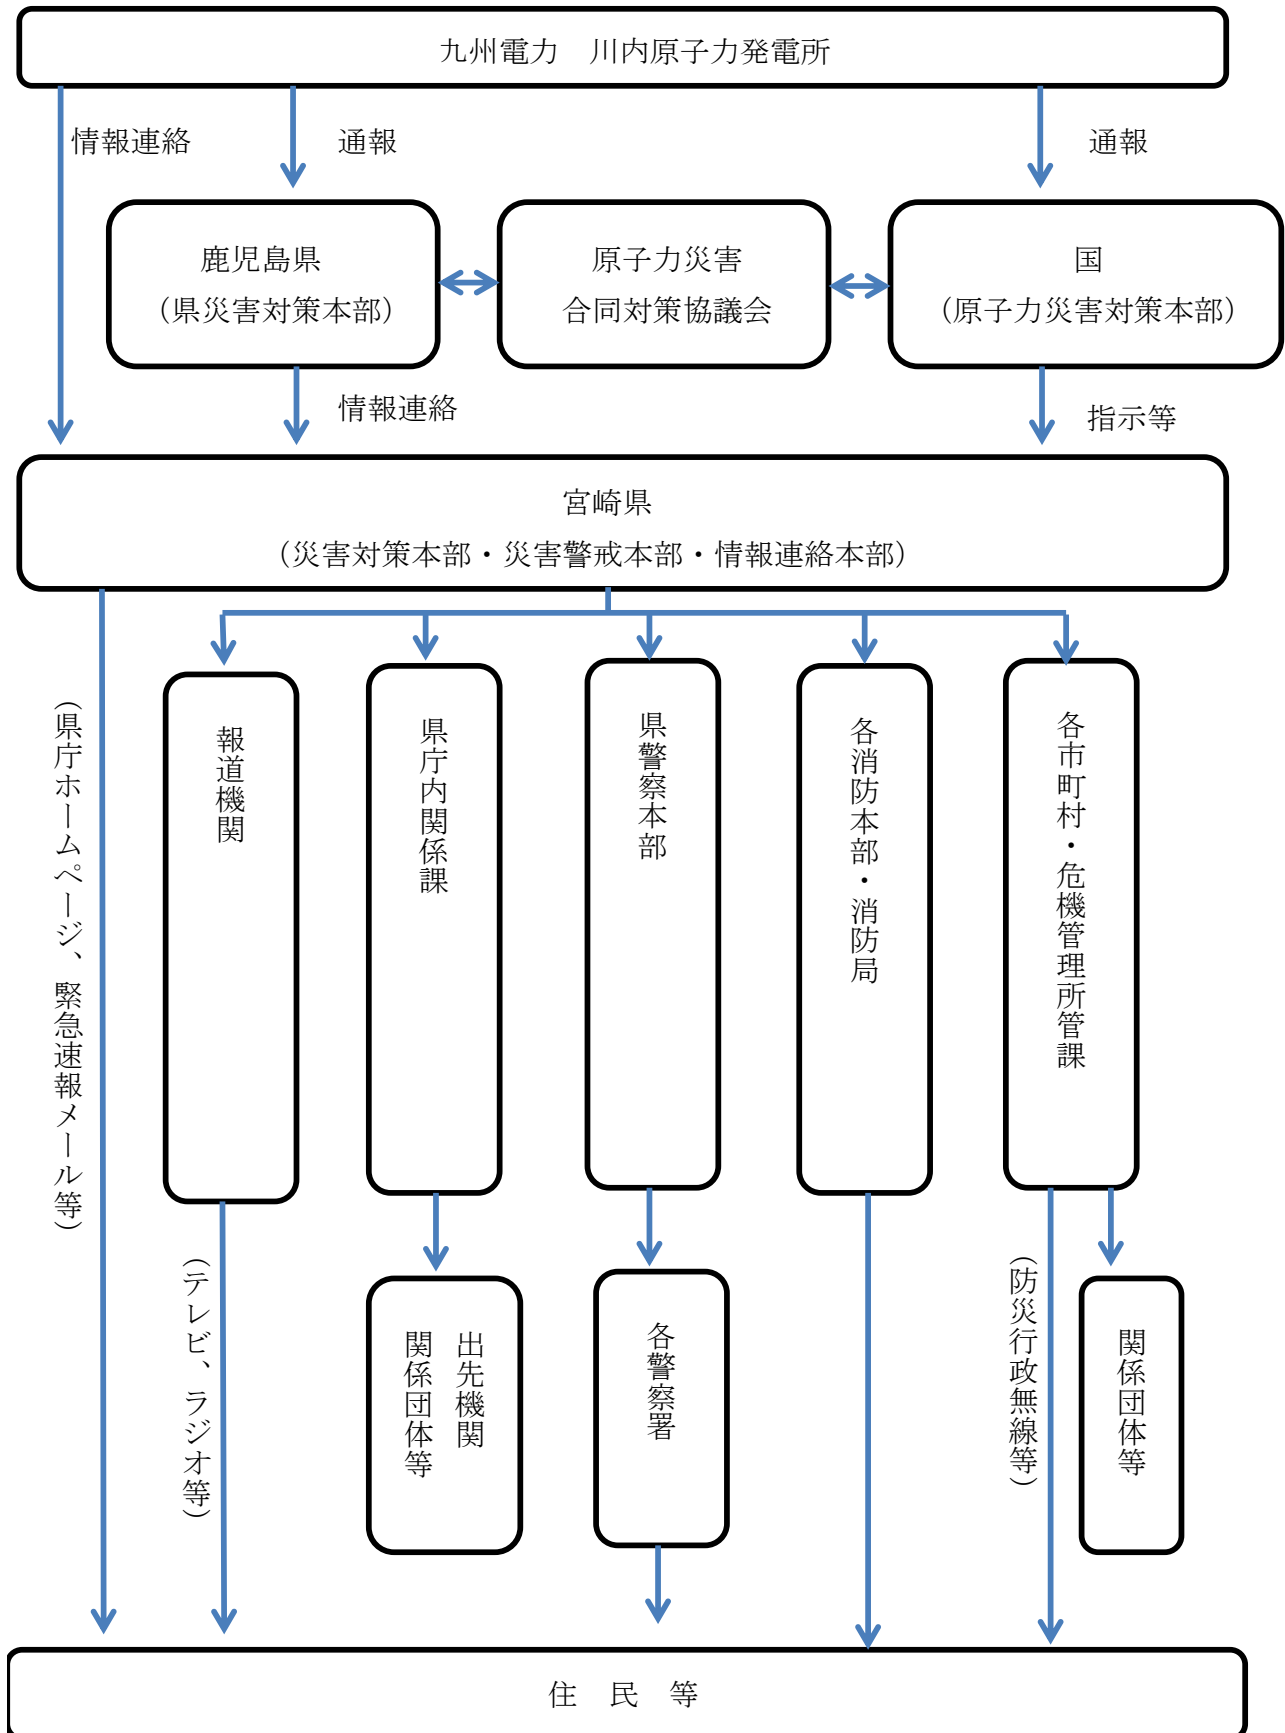 九州電力　川内原子力発電所
情報連絡
通報
通報
鹿児島県
（県災害対策本部）
原子力災害
合同対策協議会
国
（原子力災害対策本部）
情報連絡
指示等
宮崎県
（災害対策本部・災害警戒本部・情報連絡本部）
（県庁ホームページ、緊急速報メール等）
報道機関
県庁内関係課
県警察本部
各消防本部・消防局
各市町村・危機管理所管課
（テレビ、ラジオ等）
出先機関
関係団体等
各警察署
（防災行政無線等）
関係団体等
住　民　等